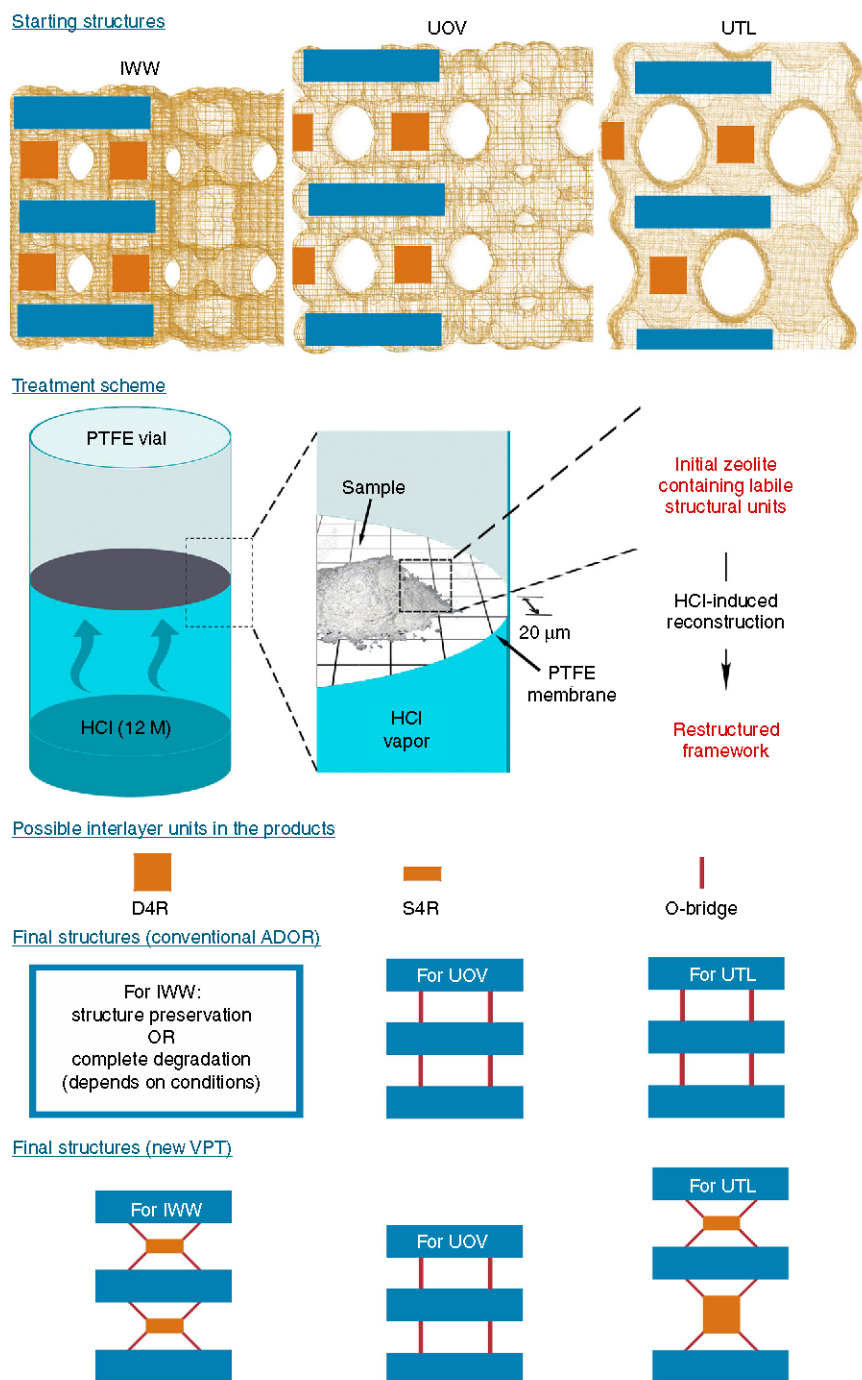 Starting structures
IWW
UOV
UTL
Treatment scheme
PTFE vial
HCl (12 M)
Sample
20 μm
PTFE
membrane
HCl
vapor
Initial zeolite
containing labile
structural units
HCl-induced
reconstruction
Restructured
framework
Possible interlayer units in the products
D4R
S4R
O-bridge
Final structures (conventional ADOR)
For IWW:
structure preservation
OR
complete degradation
(depends on conditions)
For UOV
For UTL
Final structures (new VPT)
For IWW
For UOV
For UTL